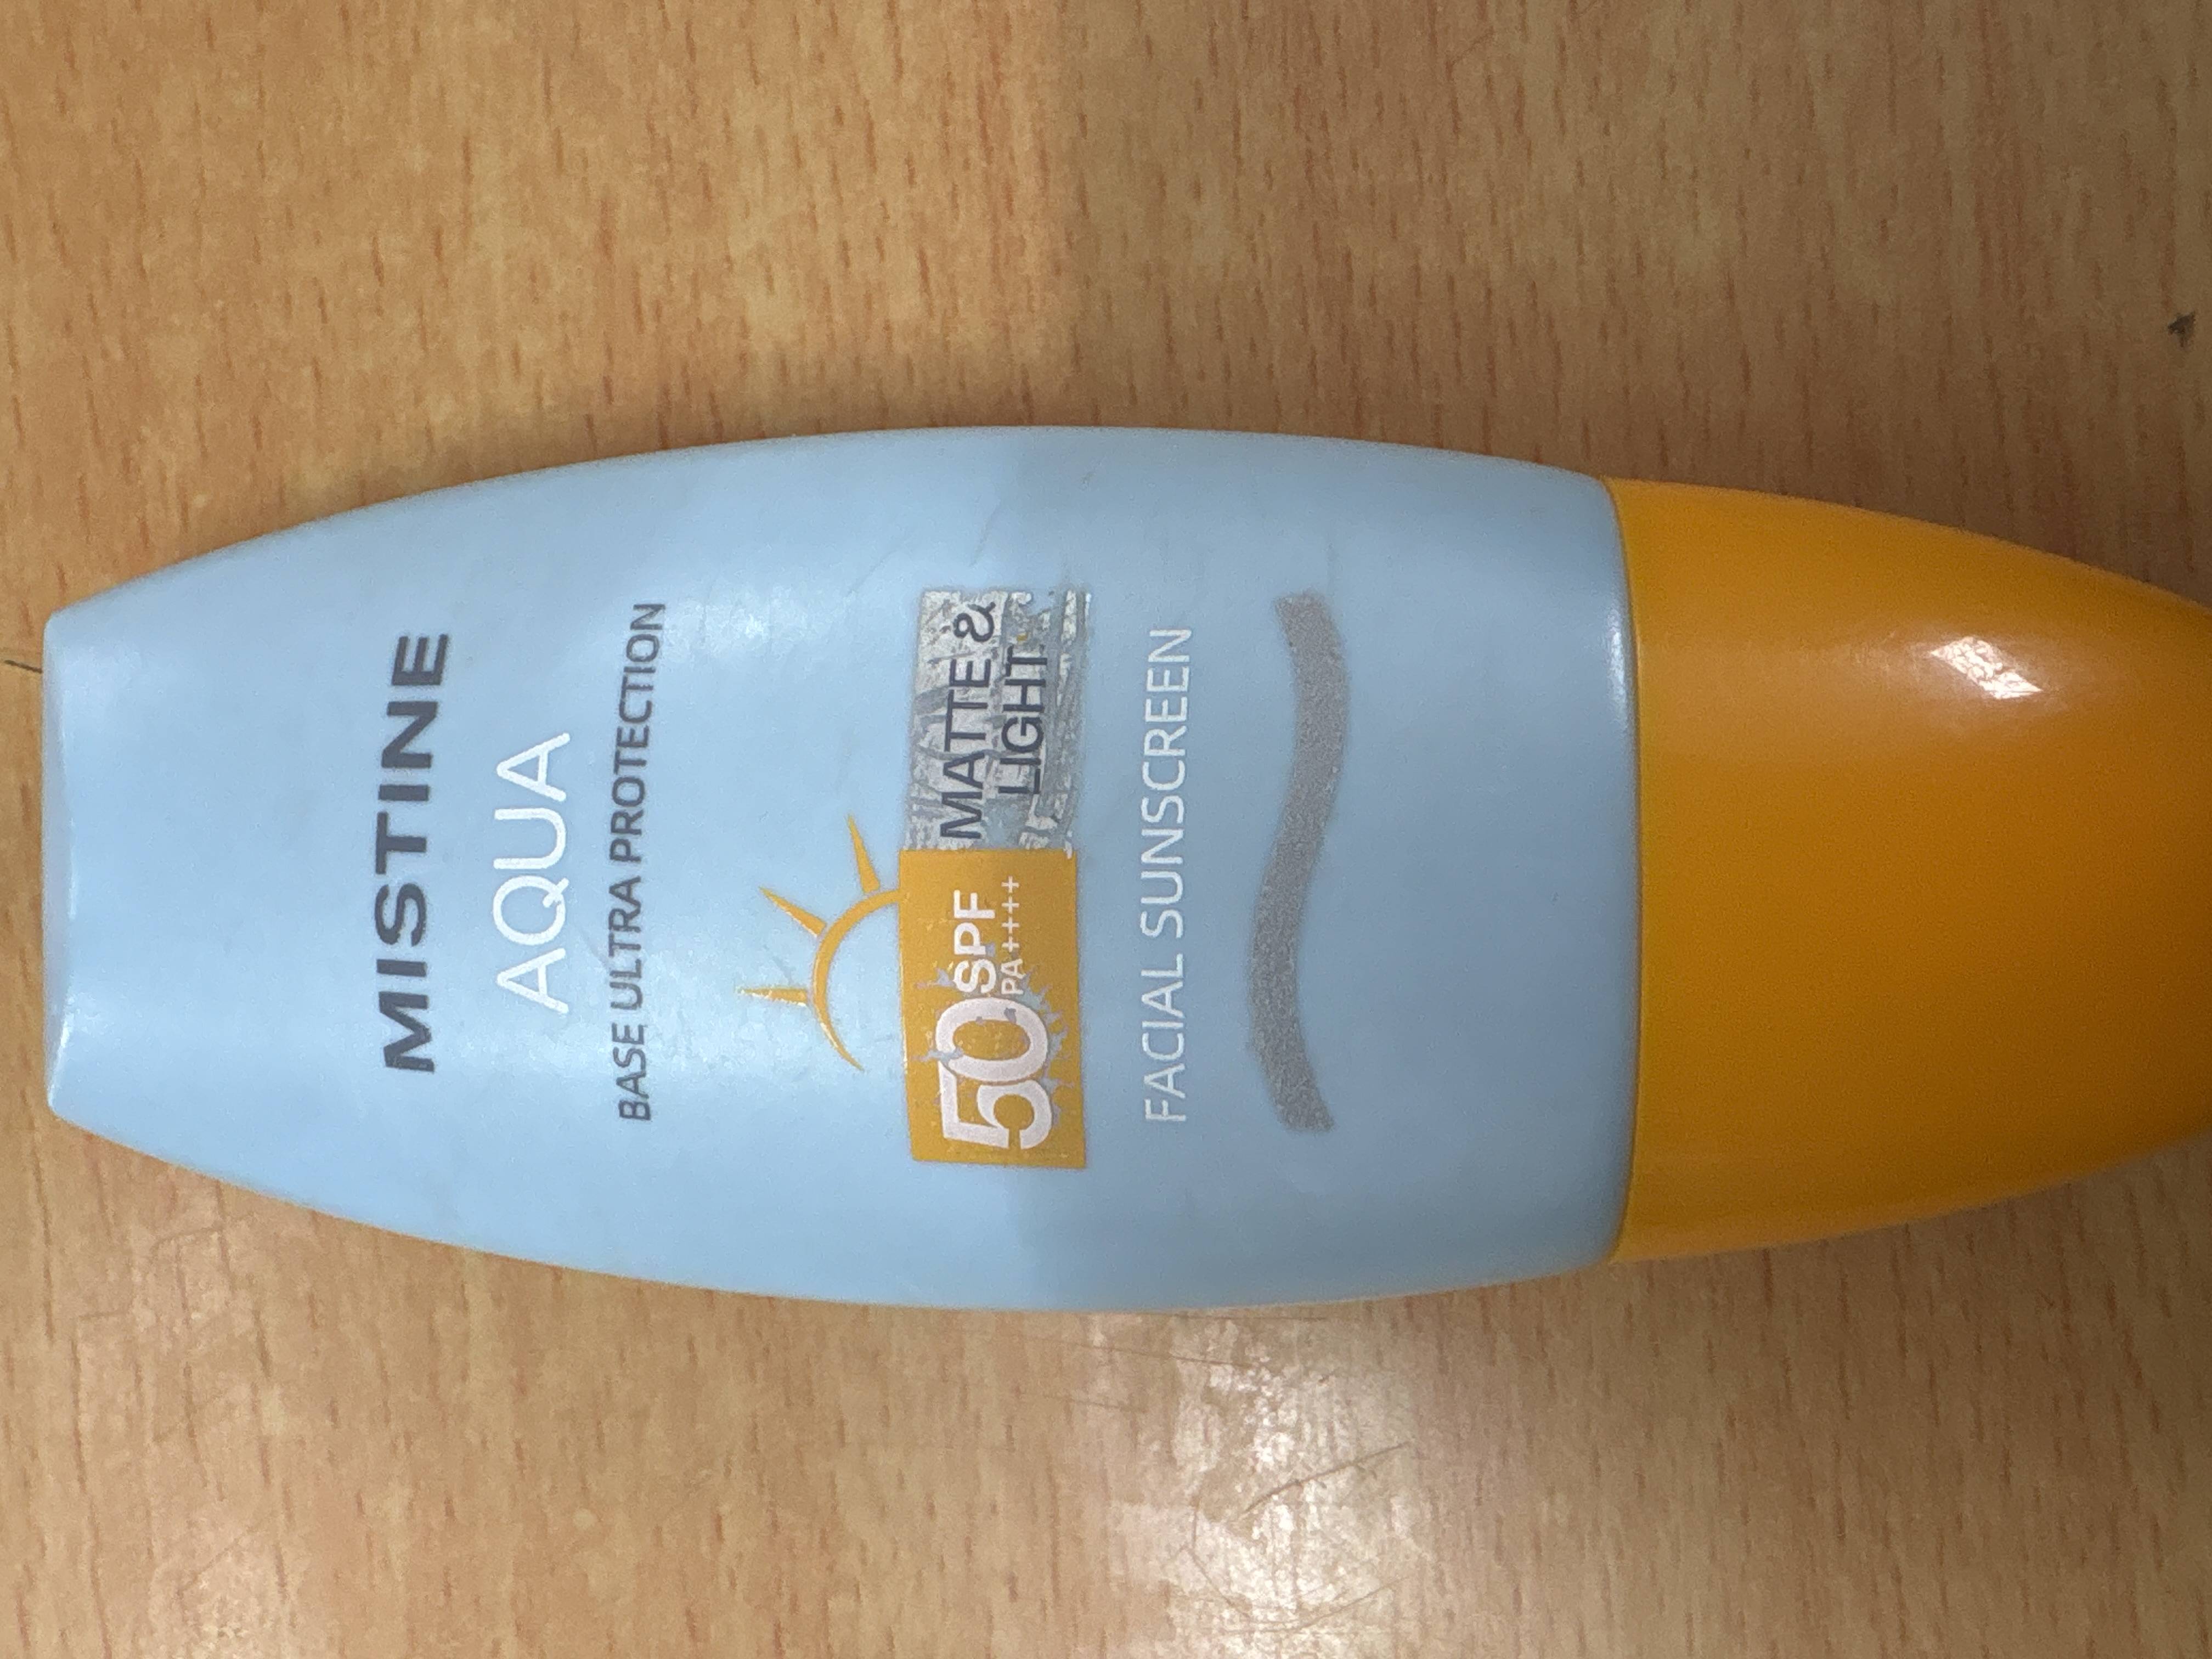 MISTINE
AQUA
BASE ULTRA PROTECTION
50 SPF
PA++++
MATTE &
LIGHT
FACIAL SUNSCREEN